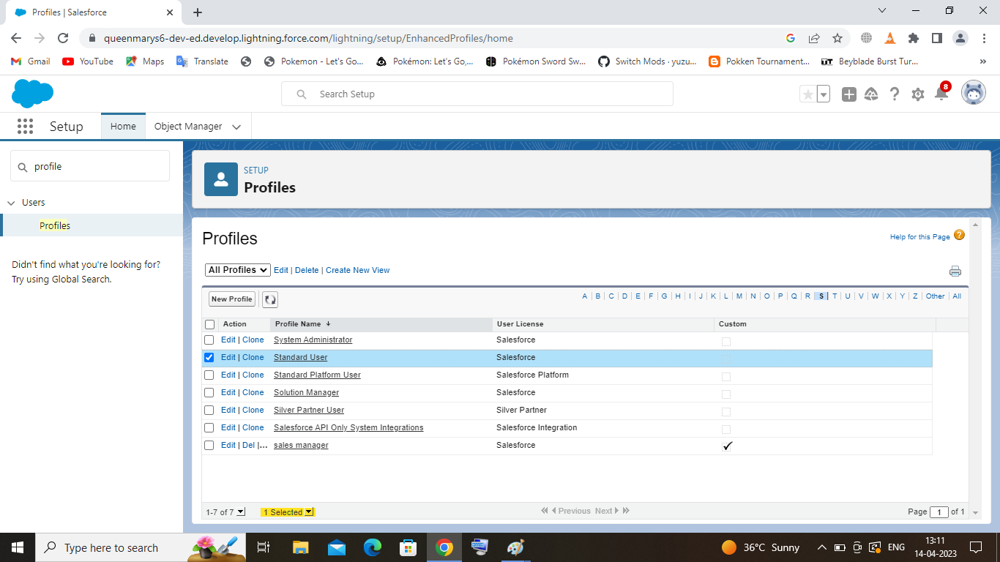 Profiles | Salesforce
queenmarys6-dev-ed.develop.lightning.force.com/lightning/setup/EnhancedProfiles/home
Gmail YouTube Maps Translate Pokemon - Let's Go... Pokémon: Let's Go,... Pokémon Sword Sw... Switch Mods · yuzu... Pokken Tournament... Beyblade Burst Tur...
Search Setup
8
Setup Home Object Manager
profile
Users
Profiles
Didn't find what you're looking for?
Try using Global Search.
SETUP
Profiles
Profiles
Help for this Page
All Profiles Edit | Delete | Create New View
New Profile
A B C D E F G H I J K L M N O P Q R S T U V W X Y Z Other All
Action Profile Name User License Custom
Edit | Clone System Administrator Salesforce
Edit | Clone Standard User Salesforce
Edit | Clone Standard Platform User Salesforce Platform
Edit | Clone Solution Manager Salesforce
Edit | Clone Silver Partner User Silver Partner
Edit | Clone Salesforce API Only System Integrations Salesforce Integration
Edit | Del |... sales manager Salesforce
1-7 of 7 1 Selected Previous Next Page 1 of 1
Type here to search
36°C Sunny ENG
13:11
14-04-2023